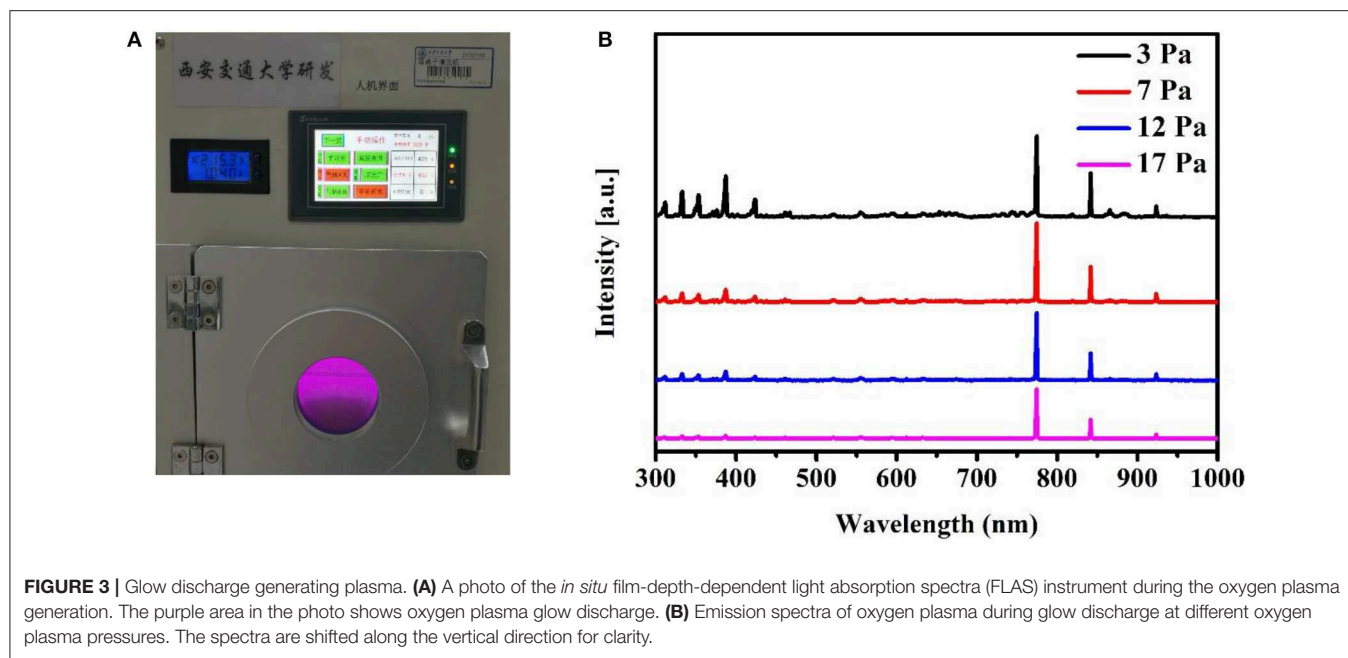 A
西安交通大学研发
人机界面
手动操作
B
3 Pa
7 Pa
12 Pa
17 Pa
Intensity [a.u.]
300 400 500 600 700 800 900 1000
Wavelength (nm)
FIGURE 3 | Glow discharge generating plasma. (A) A photo of the in situ film-depth-dependent light absorption spectra (FLAS) instrument during the oxygen plasma
generation. The purple area in the photo shows oxygen plasma glow discharge. (B) Emission spectra of oxygen plasma during glow discharge at different oxygen
plasma pressures. The spectra are shifted along the vertical direction for clarity.